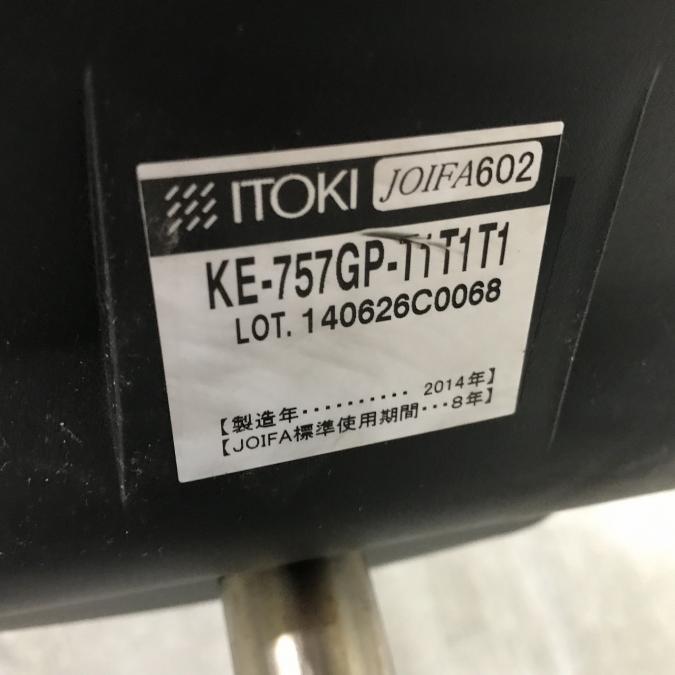 ITOKI JOIFA602
KE-757GP-T1T1T1
LOT. 140626C0068
【製造年・・・・・・・・・・ 2014年】
【JOIFA標準使用期間・・・8年】